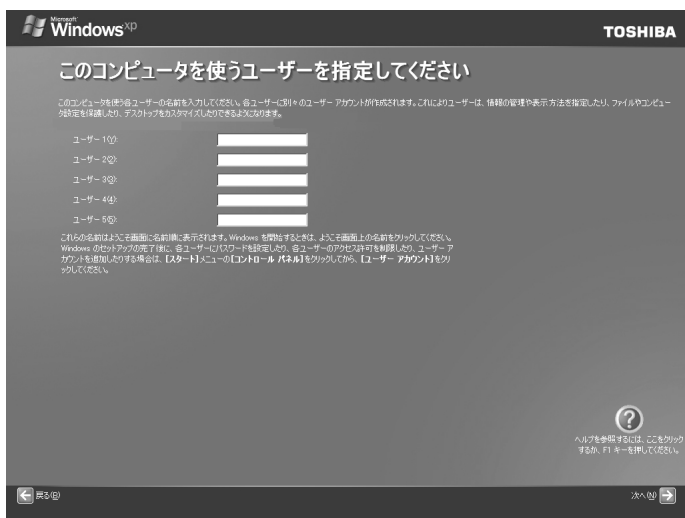 Microsoft
Windows xp
TOSHIBA
このコンピュータを使うユーザーを指定してください
このコンピュータを使う各ユーザーの名前を入力してください。各ユーザーに別々のユーザー アカウントが作成されます。これによりユーザーは、情報の管理や表示方法を指定したり、ファイルやコンピュー
タ設定を保護したり、デスクトップをカスタマイズしたりできるようになります。
ユーザー 1(Y):
ユーザー 2(2):
ユーザー 3(3):
ユーザー 4(4):
ユーザー 5(5):
これらの名前はようこそ画面に名前順に表示されます。Windows を開始するときは、ようこそ画面上の名前をクリックしてください。
Windows のセットアップの完了後に、各ユーザーにパスワードを設定したり、各ユーザーのアクセス許可を制限したり、ユーザー ア
カウントを追加したりする場合は、[スタート] メニューの [コントロール パネル] をクリックしてから、[ユーザー アカウント] をクリ
ックしてください。
?
ヘルプを参照するには、ここをクリック
するか、F1 キーを押してください。
戻る(B)
次へ(N)